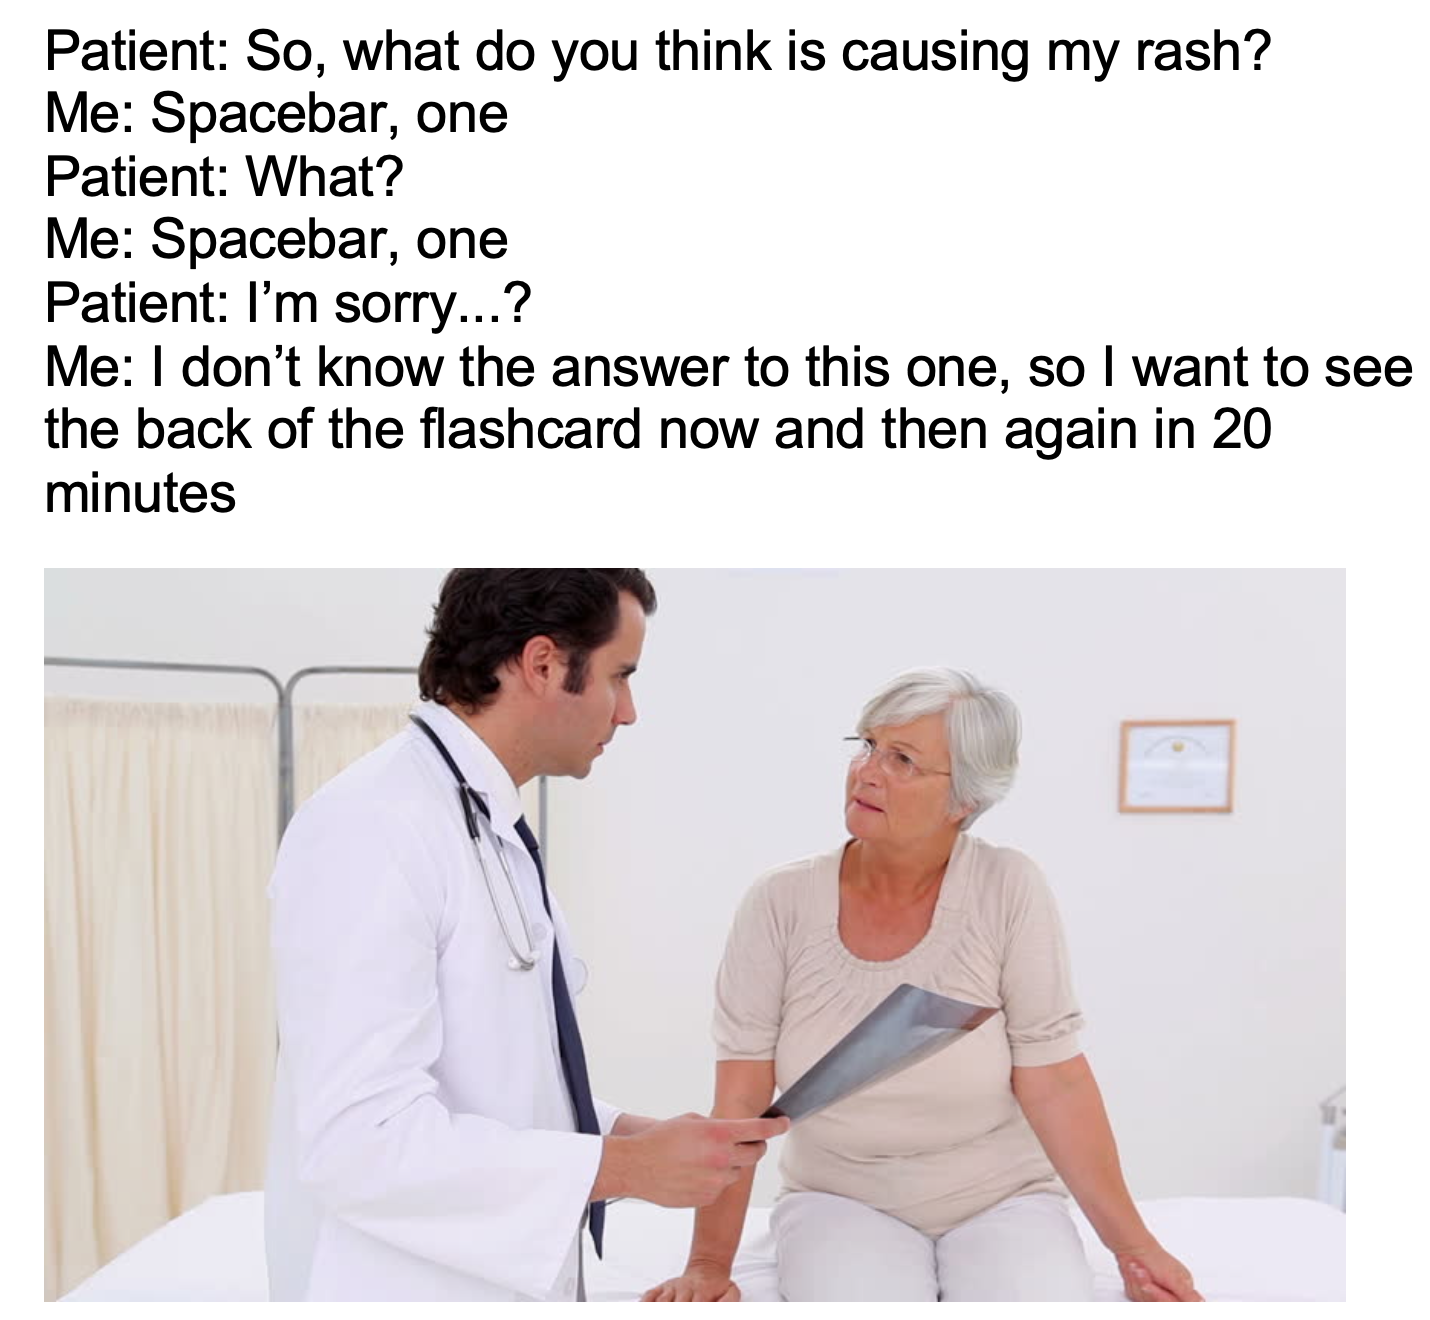 Patient: So, what do you think is causing my rash?
Me: Spacebar, one
Patient: What?
Me: Spacebar, one
Patient: I’m sorry...?
Me: I don’t know the answer to this one, so I want to see
the back of the flashcard now and then again in 20
minutes